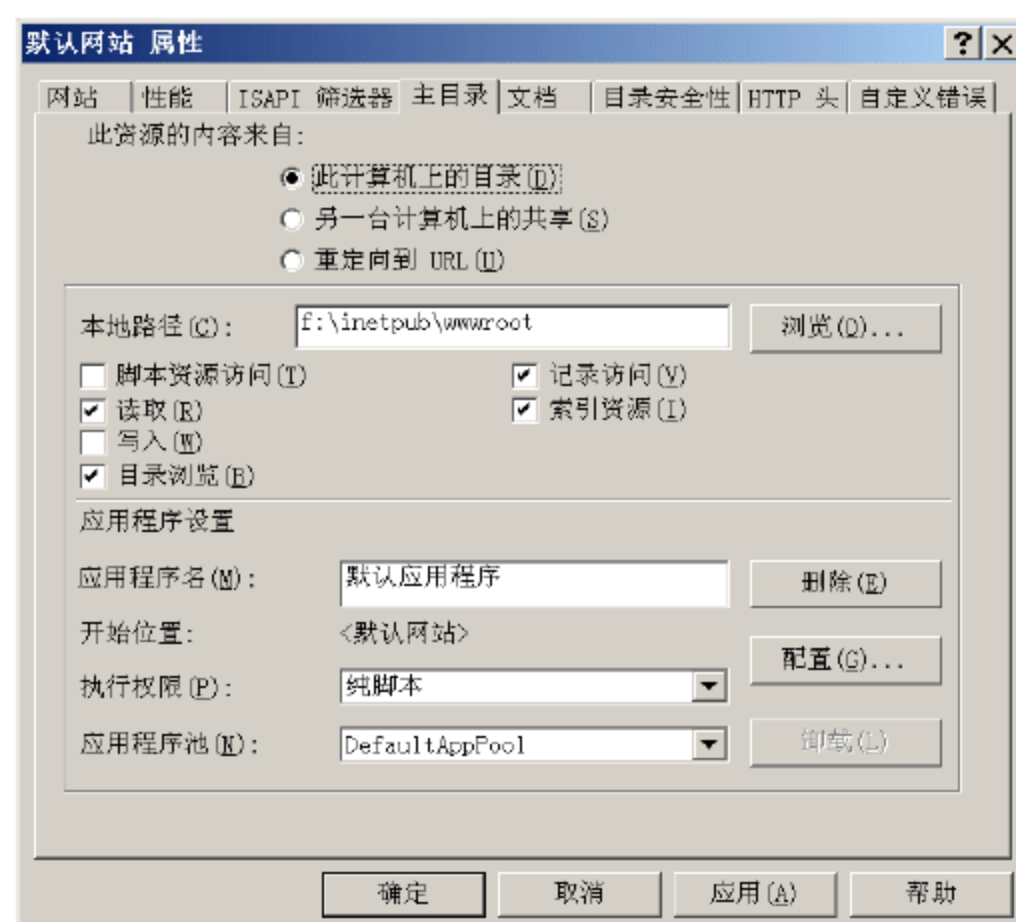 默认网站 属性
网站 性能 ISAPI 筛选器 主目录 文档 目录安全性 HTTP 头 自定义错误
此资源的内容来自:
此计算机上的目录(D)
另一台计算机上的共享(S)
重定向到 URL(U)
本地路径(C): f:\inetpub\wwwroot 浏览(O)...
脚本资源访问(T) 记录访问(V)
读取(R) 索引资源(I)
写入(W)
目录浏览(B)
应用程序设置
应用程序名(M): 默认应用程序 删除(E)
开始位置: <默认网站>
配置(G)...
执行权限(P): 纯脚本
应用程序池(N): DefaultAppPool 卸载(L)
确定 取消 应用(A) 帮助